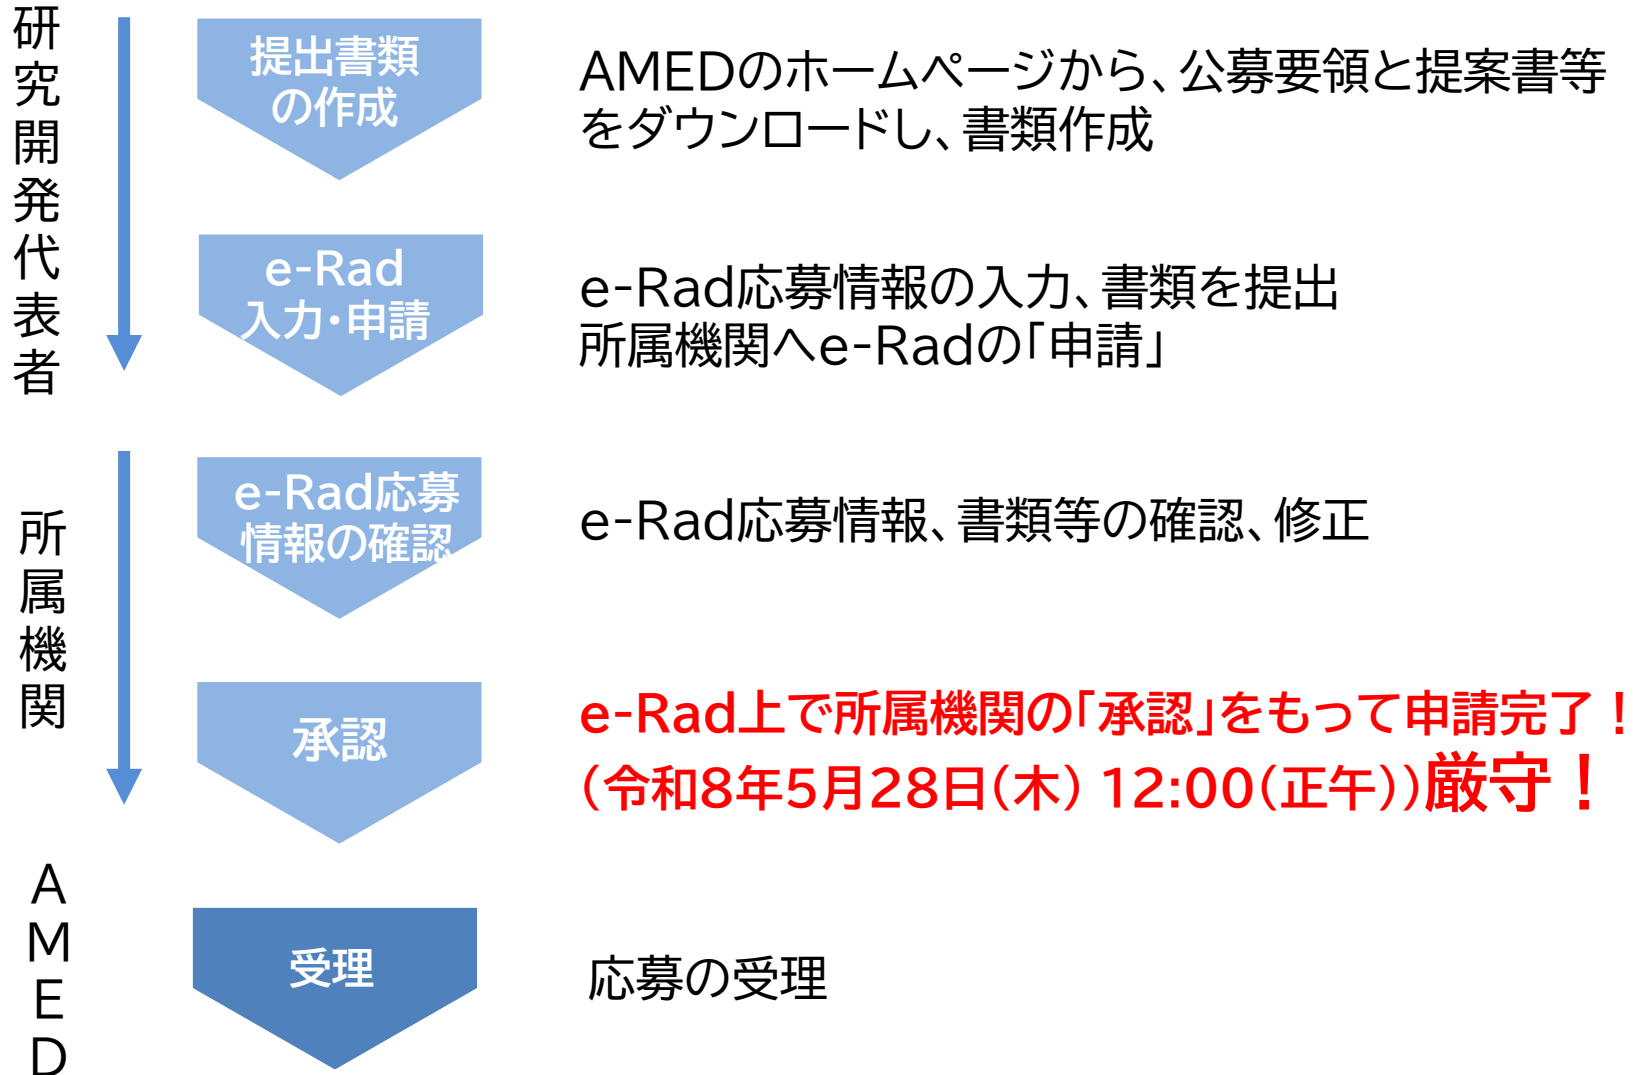 研究開発代表者
提出書類
の作成
AMEDのホームページから、公募要領と提案書等
をダウンロードし、書類作成
e-Rad
入力・申請
e-Rad応募情報の入力、書類を提出
所属機関へe-Radの「申請」
所属機関
e-Rad応募
情報の確認
e-Rad応募情報、書類等の確認、修正
承認
e-Rad上で所属機関の「承認」をもって申請完了！
(令和8年5月28日(木) 12:00(正午))厳守！
AMED
受理
応募の受理